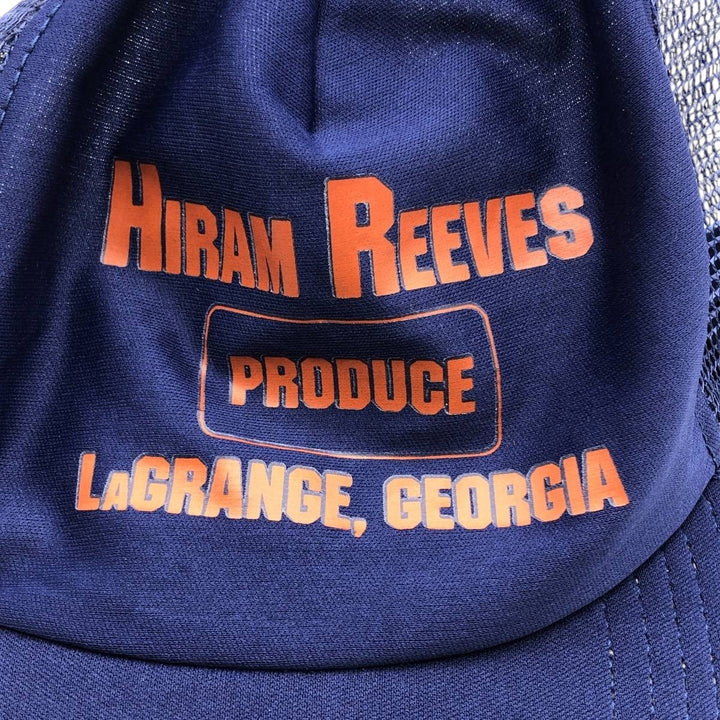 HIRAM REEVES
PRODUCE
LaGRANGE, GEORGIA